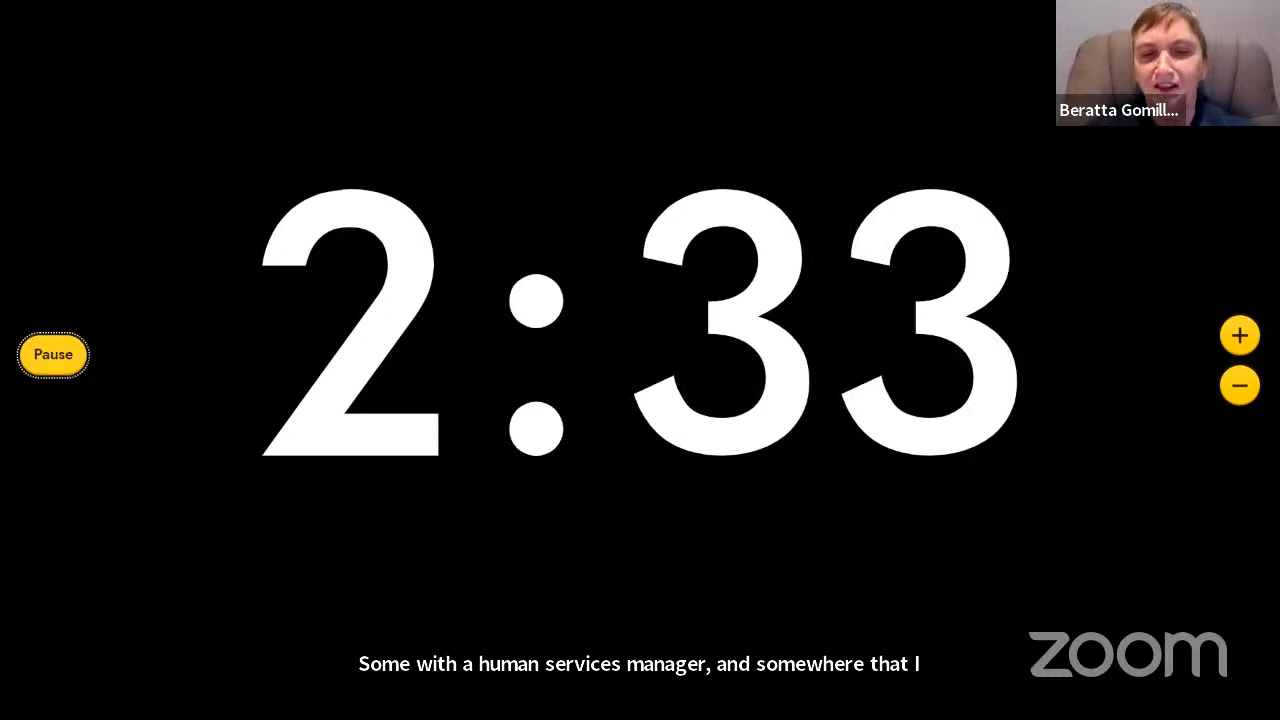 Beratta Gomill...
2:33
Pause
+
−
Some with a human services manager, and somewhere that I
zoom